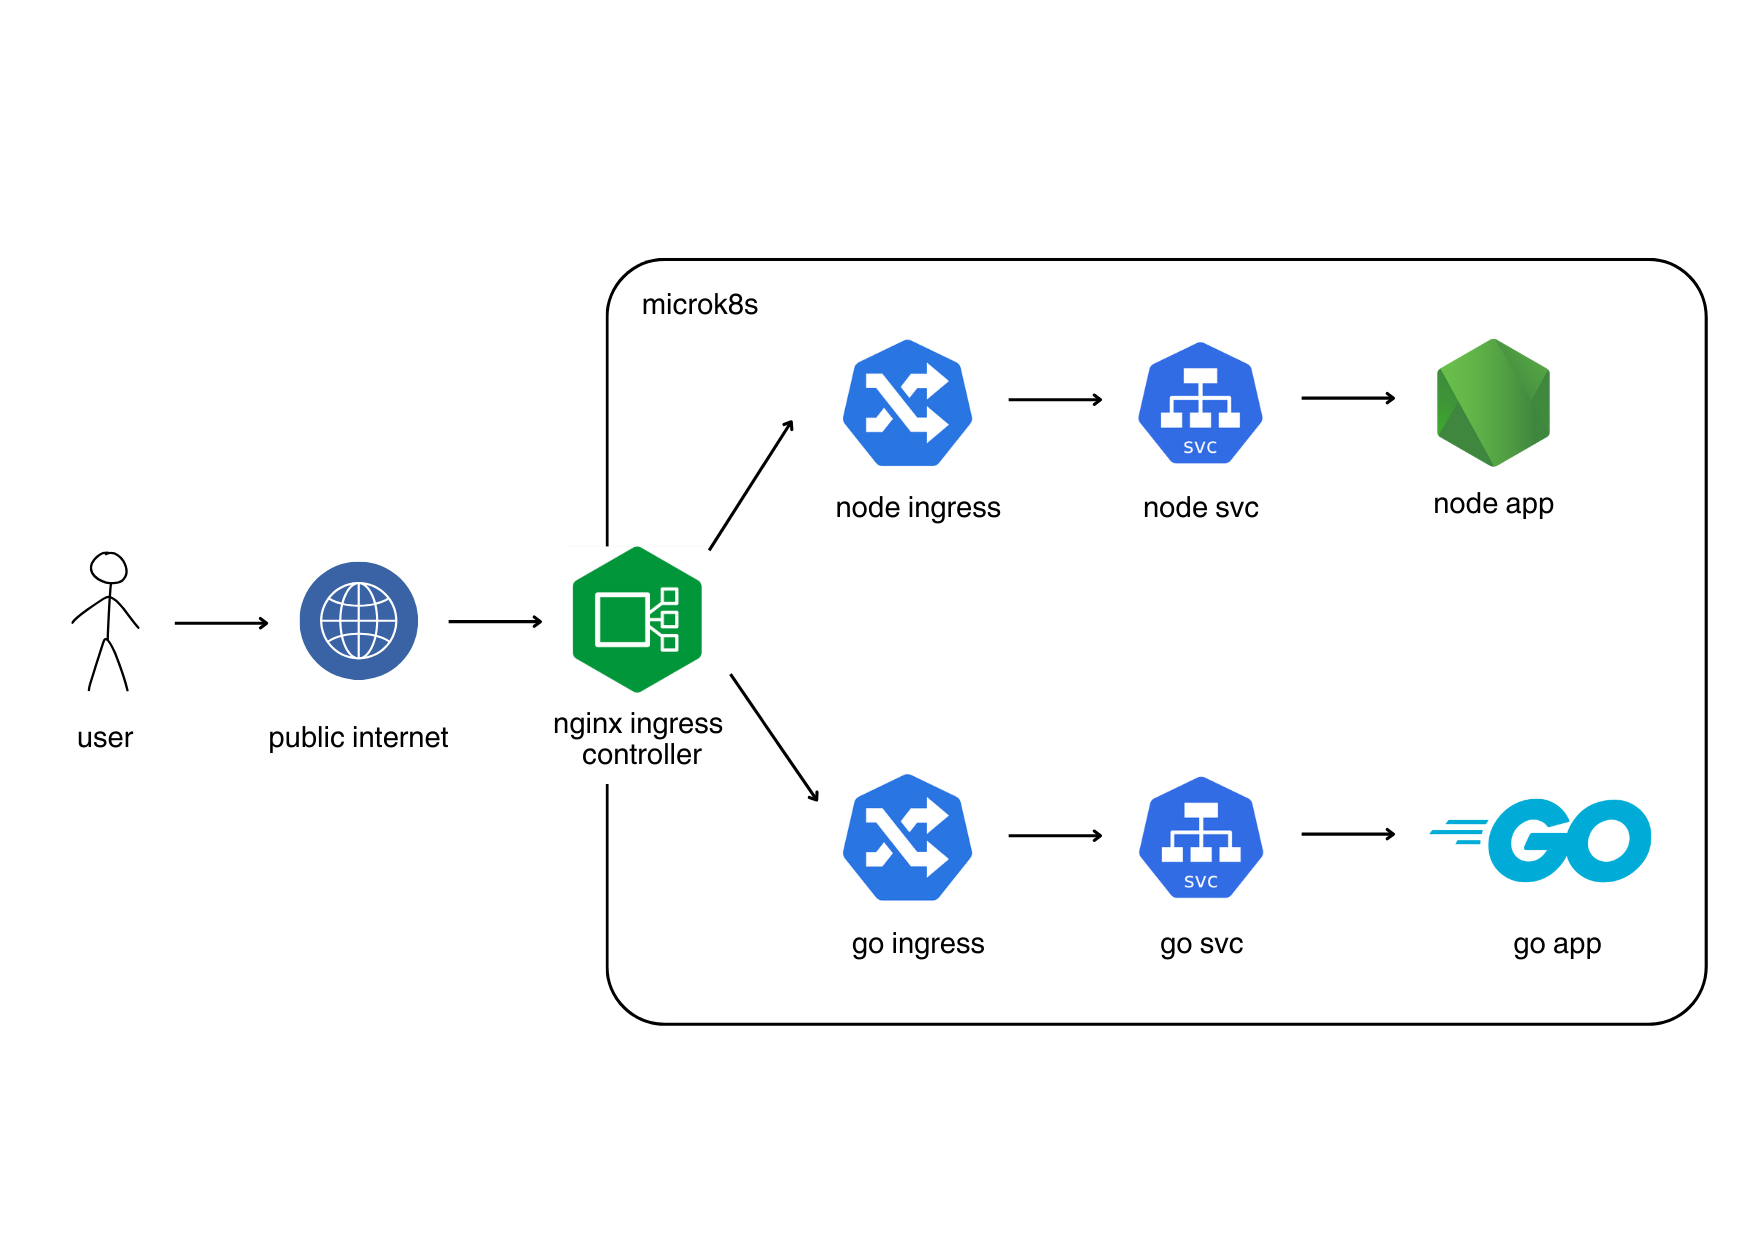 microk8s
svc
svc
node ingress
node svc
node app
user
public internet
nginx ingress
controller
svc
GO
go ingress
go svc
go app